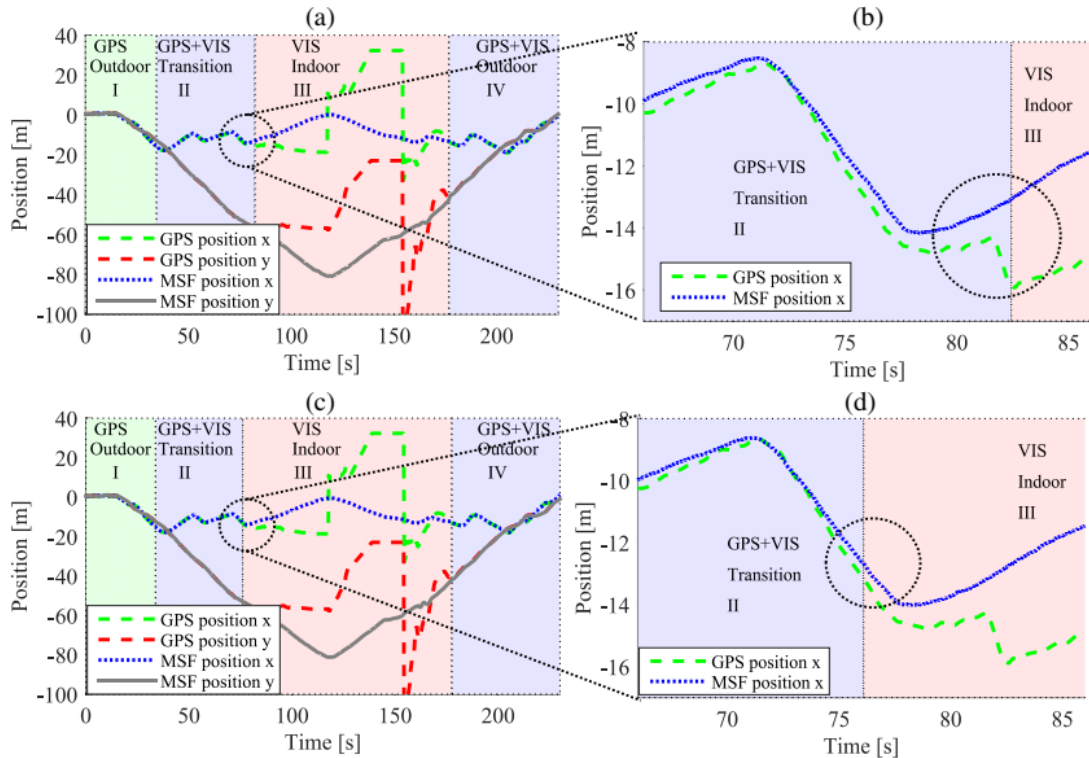 (a)
GPS
Outdoor
I
GPS+VIS
Transition
II
VIS
Indoor
III
GPS+VIS
Outdoor
IV
40
20
0
-20
-40
-60
-80
-100
Position [m]
GPS position x
GPS position y
MSF position x
MSF position y
0
50
100
150
200
Time [s]
(b)
-8
-10
-12
-14
-16
Position [m]
GPS+VIS
Transition
II
VIS
Indoor
III
GPS position x
MSF position x
70
75
80
85
Time [s]
(c)
GPS
Outdoor
I
GPS+VIS
Transition
II
VIS
Indoor
III
GPS+VIS
Outdoor
IV
40
20
0
-20
-40
-60
-80
-100
Position [m]
GPS position x
GPS position y
MSF position x
MSF position y
0
50
100
150
200
Time [s]
(d)
-8
-10
-12
-14
-16
Position [m]
GPS+VIS
Transition
II
VIS
Indoor
III
GPS position x
MSF position x
70
75
80
85
Time [s]